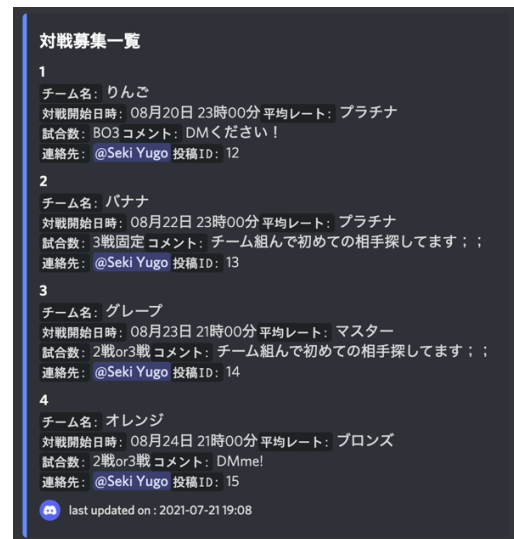 対戦募集一覧
1
チーム名: りんご
対戦開始日時: 08月20日 23時00分 平均レート: プラチナ
試合数: BO3 コメント: DMください！
連絡先: @Seki Yugo 投稿ID: 12
2
チーム名: バナナ
対戦開始日時: 08月22日 23時00分 平均レート: プラチナ
試合数: 3戦固定 コメント: チーム組んで初めての相手探してます；；
連絡先: @Seki Yugo 投稿ID: 13
3
チーム名: グレープ
対戦開始日時: 08月23日 21時00分 平均レート: マスター
試合数: 2戦or3戦 コメント: チーム組んで初めての相手探してます；；
連絡先: @Seki Yugo 投稿ID: 14
4
チーム名: オレンジ
対戦開始日時: 08月24日 21時00分 平均レート: ブロンズ
試合数: 2戦or3戦 コメント: DMme!
連絡先: @Seki Yugo 投稿ID: 15
last updated on : 2021-07-21 19:08